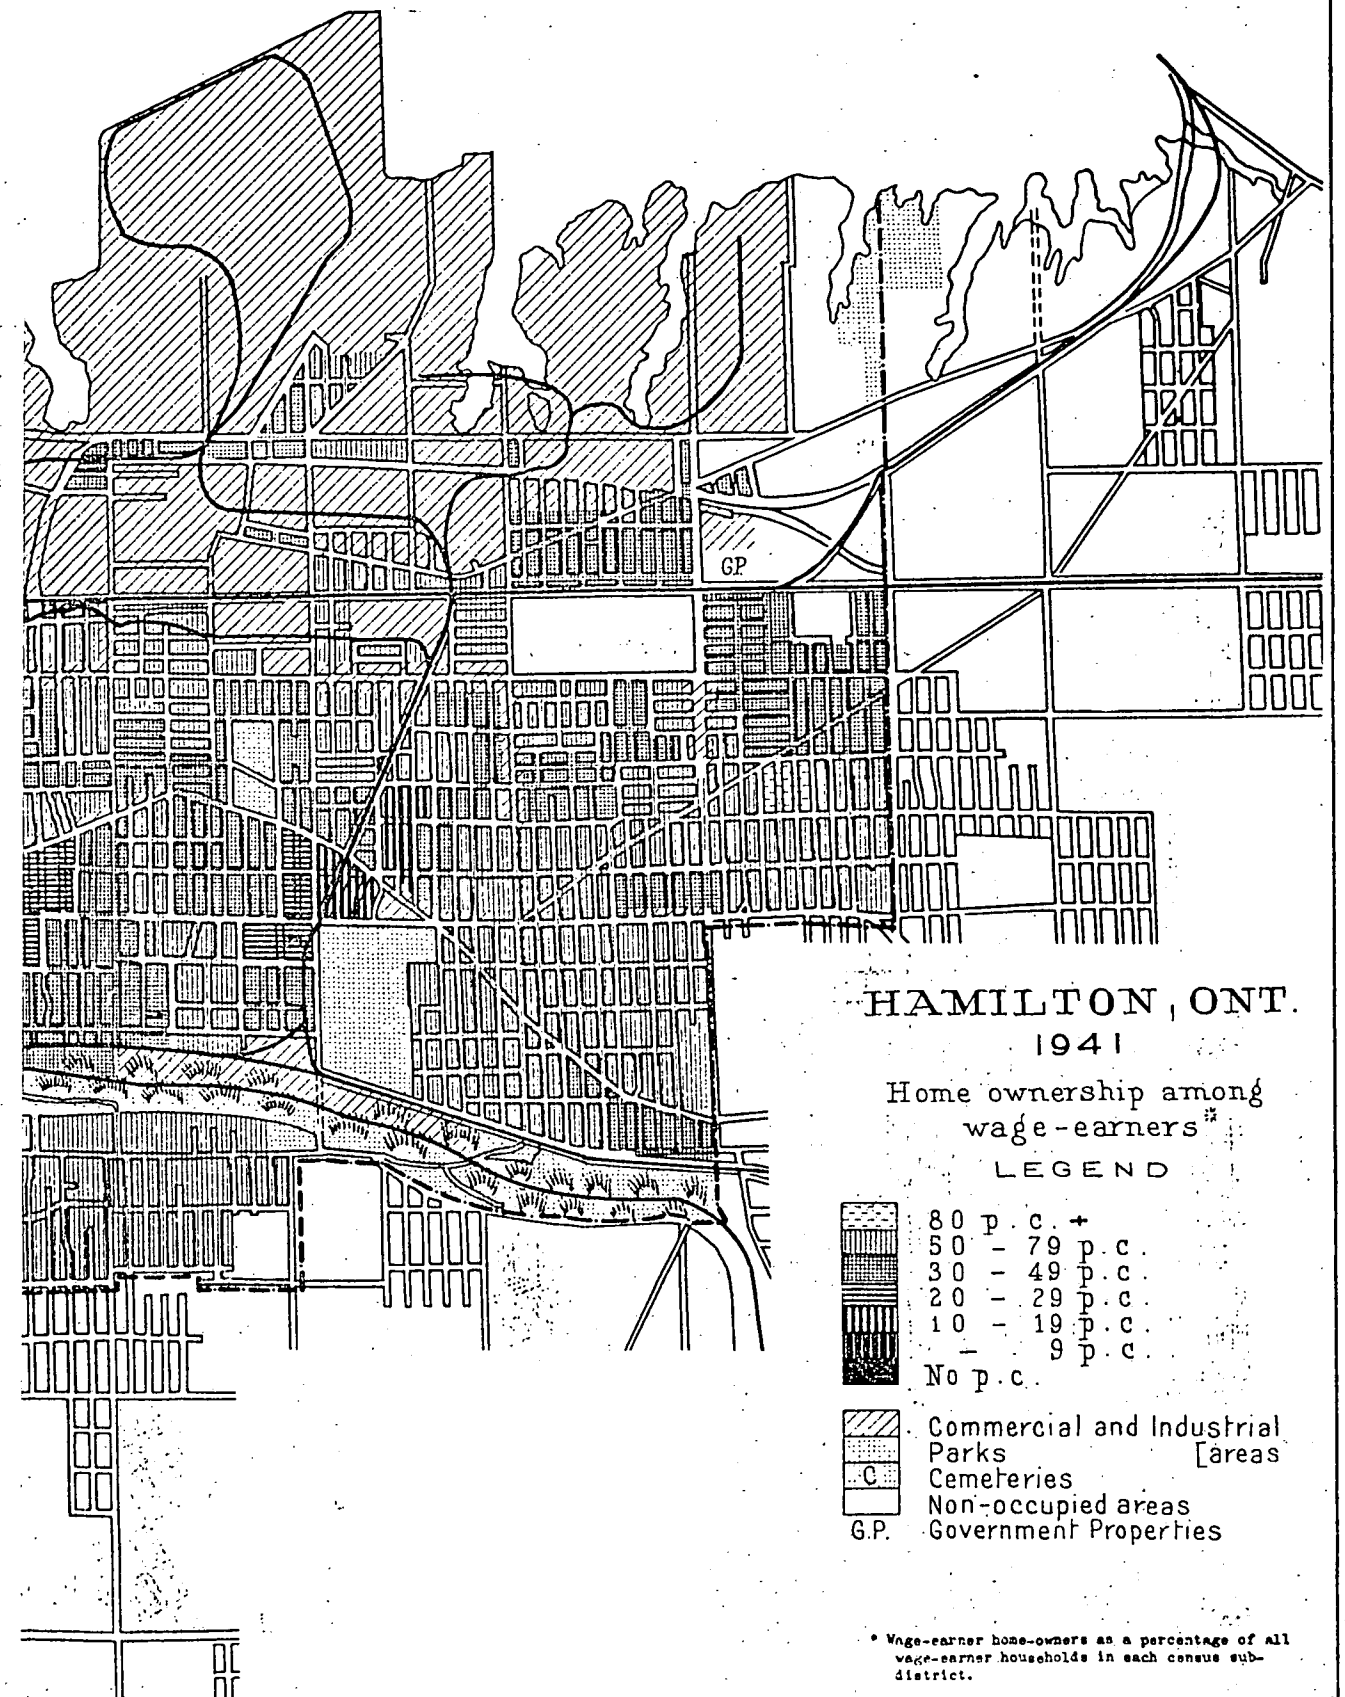 G.P.
HAMILTON, ONT.
1941
Home ownership among
wage-earners*
LEGEND
80 p.c. +
50 - 79 p.c.
30 - 49 p.c.
20 - 29 p.c.
10 - 19 p.c.
- 9 p.c.
No p.c.
Commercial and Industrial
Parks [areas
C Cemeteries
Non-occupied areas
G.P. Government Properties
* Wage-earner home-owners as a percentage of all
wage-earner households in each census sub-
district.